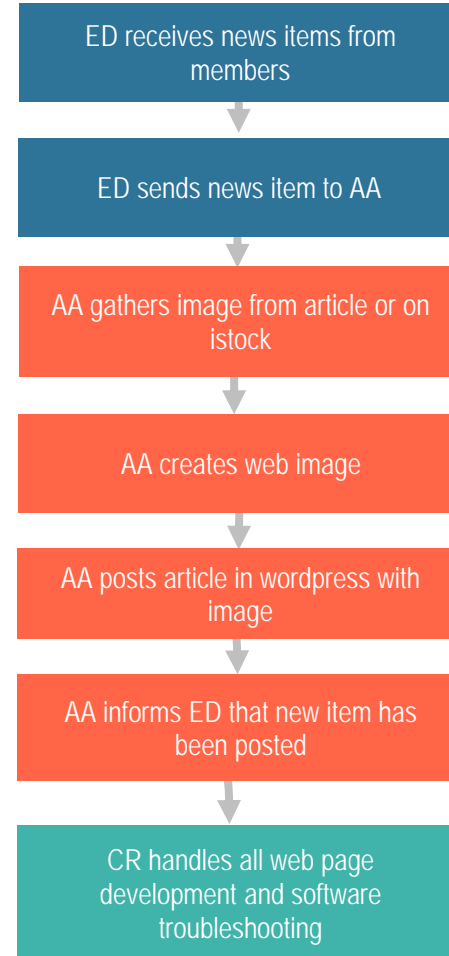 ED receives news items from
members
ED sends news item to AA
AA gathers image from article or on
istock
AA creates web image
AA posts article in wordpress with
image
AA informs ED that new item has
been posted
CR handles all web page
development and software
troubleshooting